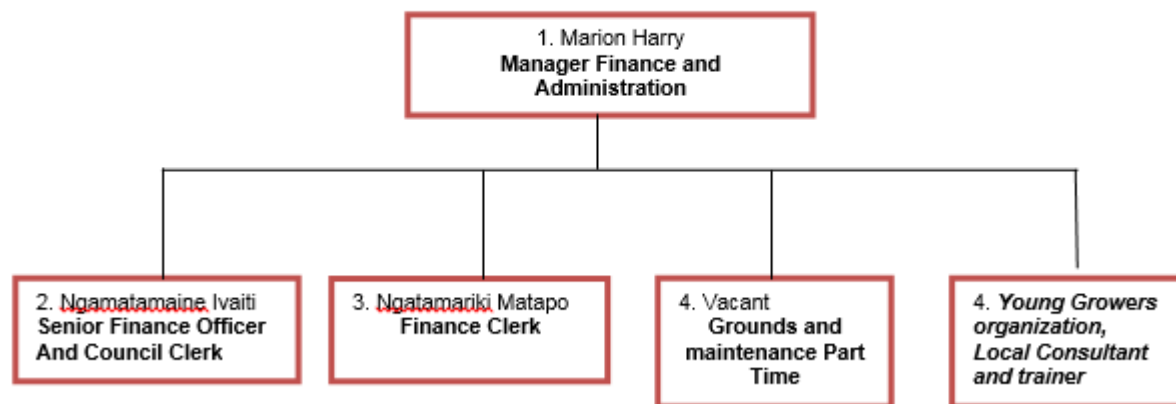 1. Marion Harry
Manager Finance and
Administration
2. Ngamatamaine Ivaiti
Senior Finance Officer
And Council Clerk
3. Ngatamariki Matapo
Finance Clerk
4. Vacant
Grounds and
maintenance Part
Time
4. Young Growers
organization,
Local Consultant
and trainer